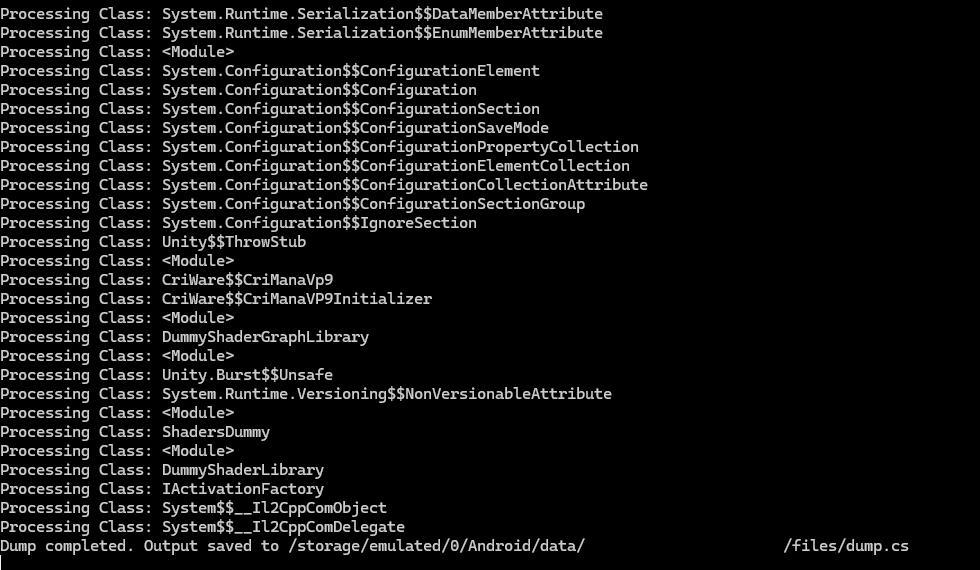 Processing Class: System.Runtime.Serialization$$DataMemberAttribute
Processing Class: System.Runtime.Serialization$$EnumMemberAttribute
Processing Class: <Module>
Processing Class: System.Configuration$$ConfigurationElement
Processing Class: System.Configuration$$Configuration
Processing Class: System.Configuration$$ConfigurationSection
Processing Class: System.Configuration$$ConfigurationSaveMode
Processing Class: System.Configuration$$ConfigurationPropertyCollection
Processing Class: System.Configuration$$ConfigurationElementCollection
Processing Class: System.Configuration$$ConfigurationCollectionAttribute
Processing Class: System.Configuration$$ConfigurationSectionGroup
Processing Class: System.Configuration$$IgnoreSection
Processing Class: Unity$$ThrowStub
Processing Class: <Module>
Processing Class: CriWare$$CriManaVp9
Processing Class: CriWare$$CriManaVP9Initializer
Processing Class: <Module>
Processing Class: DummyShaderGraphLibrary
Processing Class: <Module>
Processing Class: Unity.Burst$$Unsafe
Processing Class: System.Runtime.Versioning$$NonVersionableAttribute
Processing Class: <Module>
Processing Class: ShadersDummy
Processing Class: <Module>
Processing Class: DummyShaderLibrary
Processing Class: IActivationFactory
Processing Class: System$$__Il2CppComObject
Processing Class: System$$__Il2CppComDelegate
Dump completed. Output saved to /storage/emulated/0/Android/data/                      /files/dump.cs